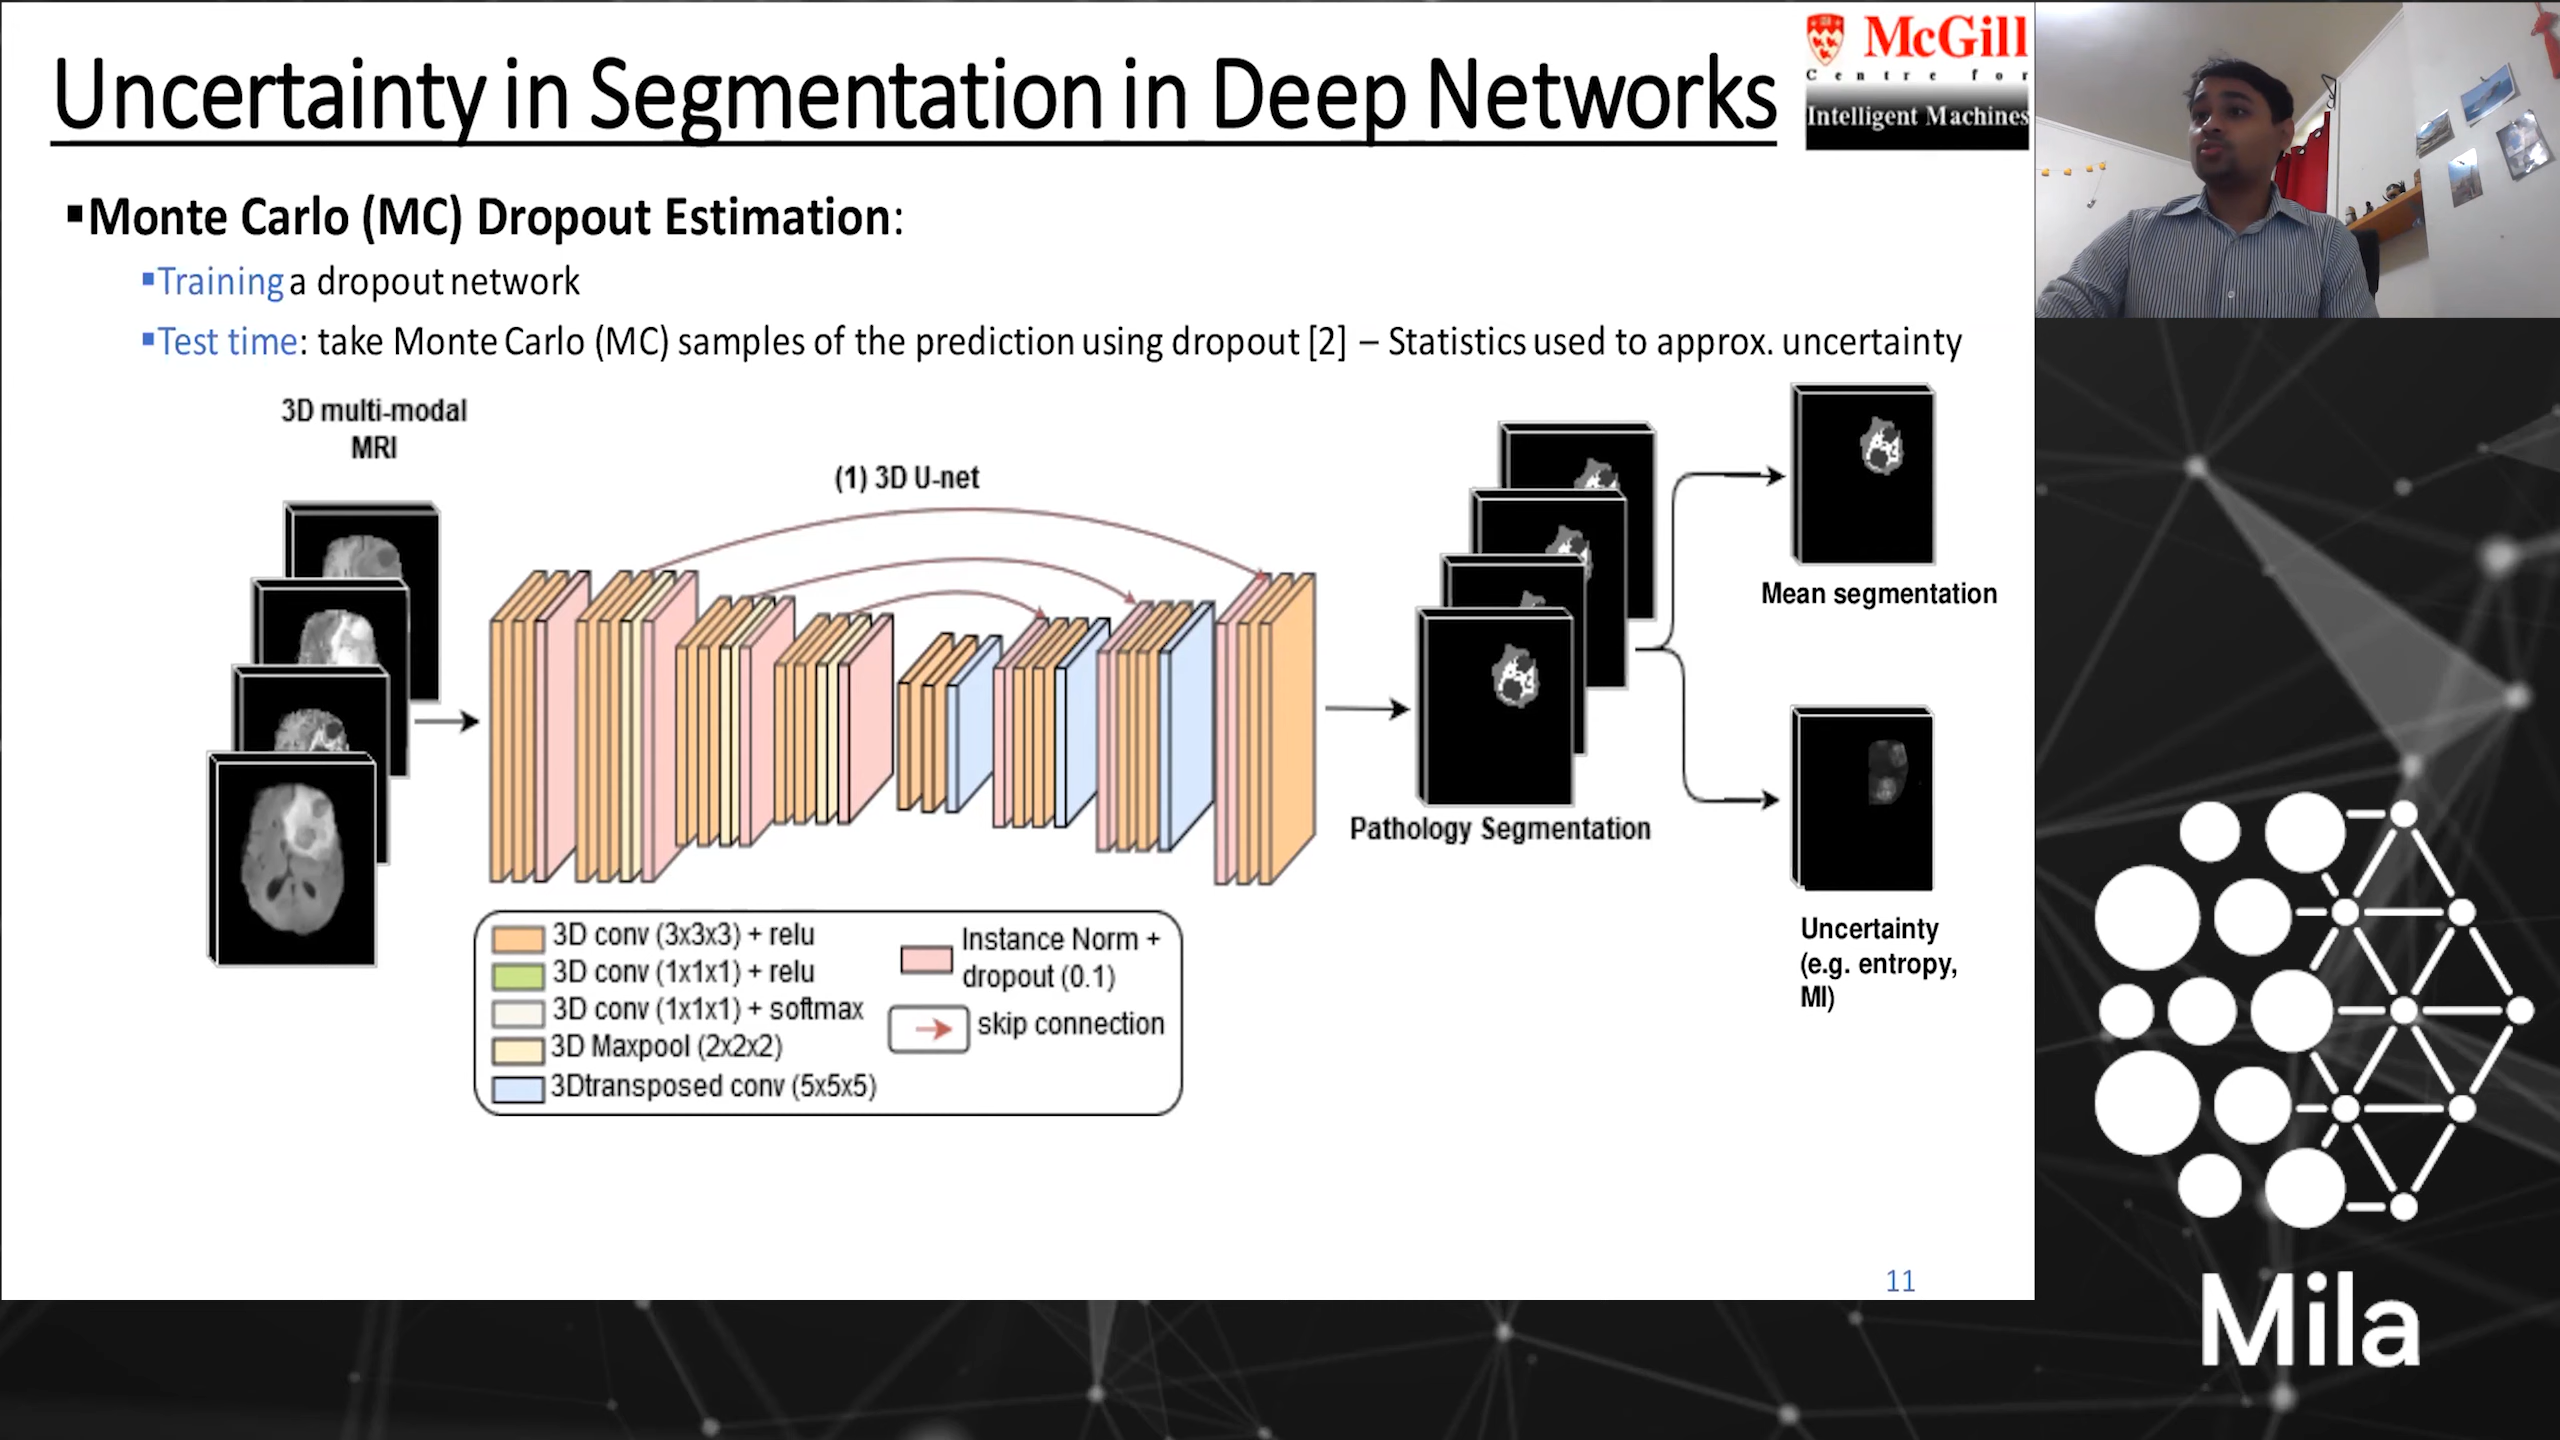 Uncertainty in Segmentation in Deep Networks
McGill
Centre for
Intelligent Machines
▪Monte Carlo (MC) Dropout Estimation:
▪Training a dropout network
▪Test time: take Monte Carlo (MC) samples of the prediction using dropout [2] – Statistics used to approx. uncertainty
3D multi-modal
MRI
(1) 3D U-net
Mean segmentation
Pathology Segmentation
Uncertainty
(e.g. entropy,
MI)
3D conv (3x3x3) + relu
3D conv (1x1x1) + relu
3D conv (1x1x1) + softmax
3D Maxpool (2x2x2)
3Dtransposed conv (5x5x5)
Instance Norm +
dropout (0.1)
skip connection
11
Mila